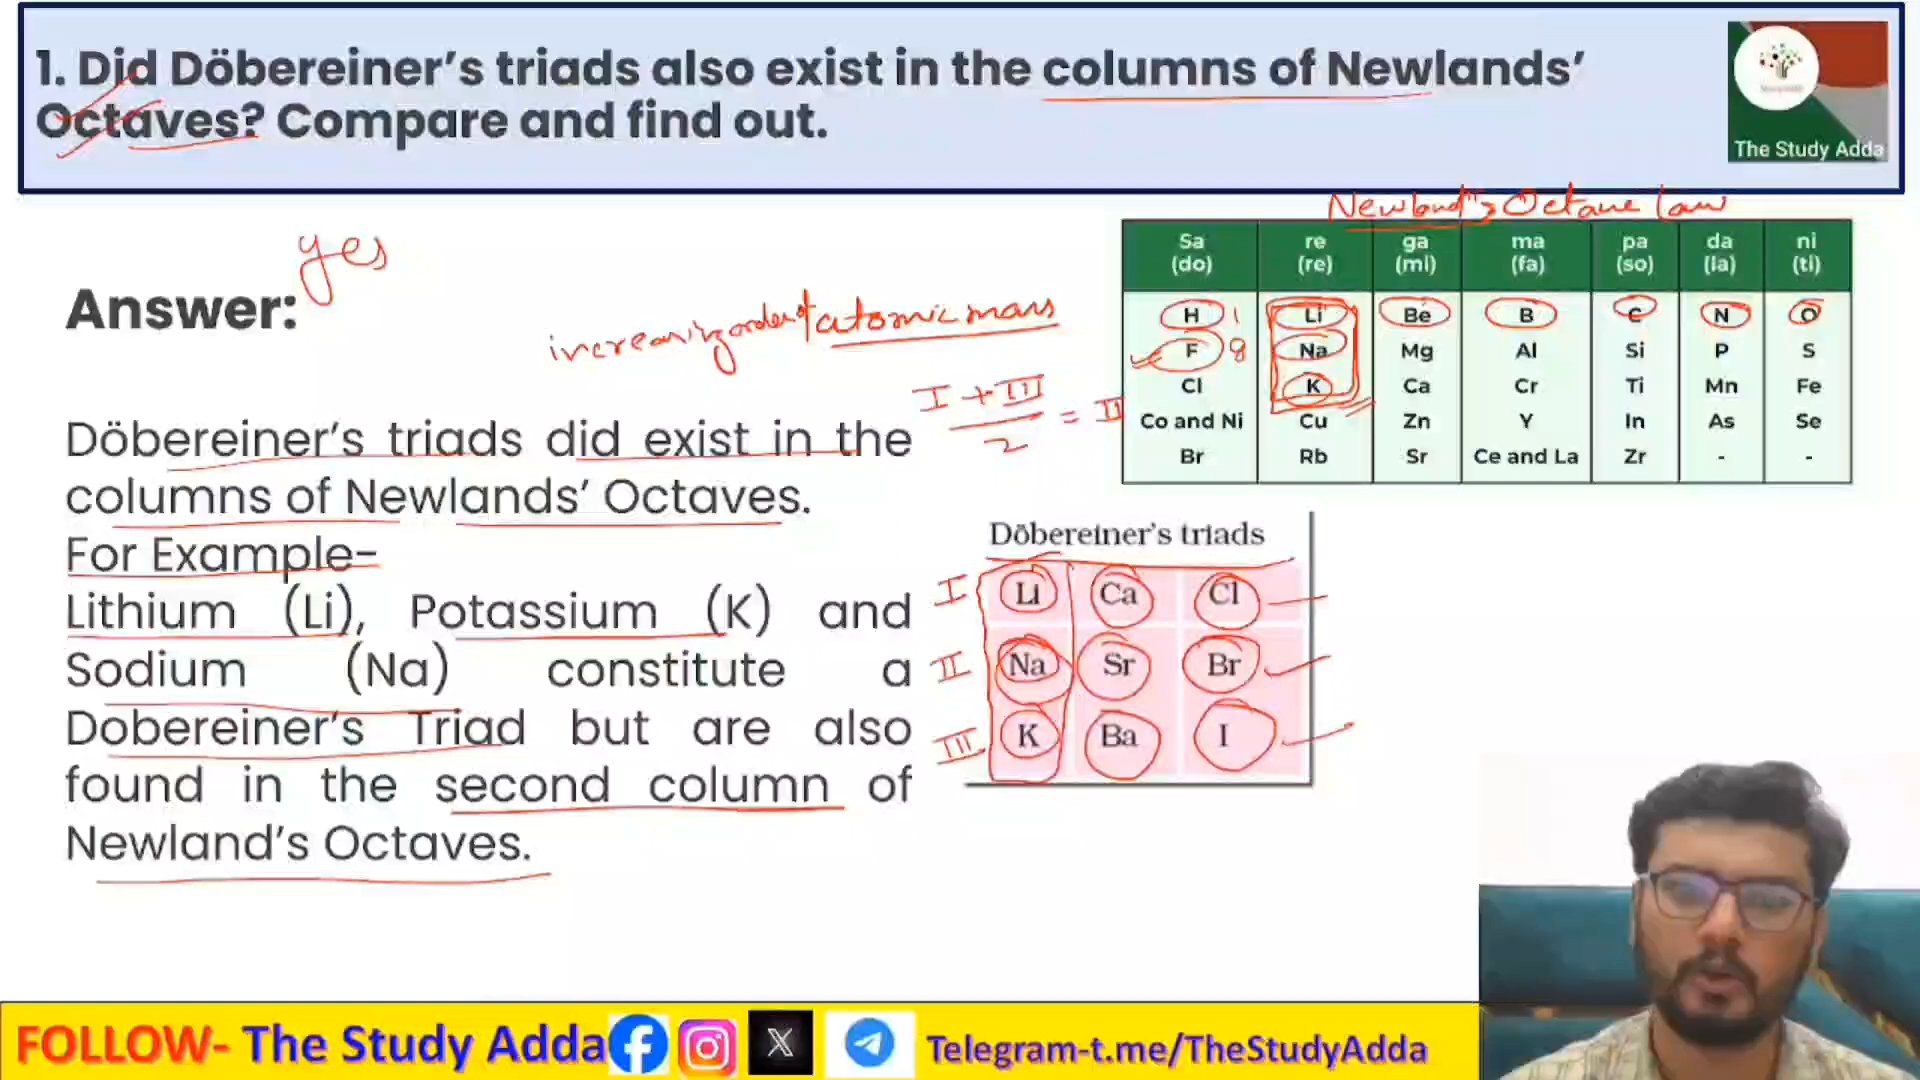 1. Did Döbereiner's triads also exist in the columns of Newlands'
Octaves? Compare and find out.
The Study Adda
yes
Answer:
increasing order of atomic mass
Newland's Octave law
Sa re ga ma pa da ni
(do) (re) (mi) (fa) (so) (la) (ti)
H 1 Li Be B C N O
F 8 Na Mg Al Si P S
Cl K Ca Cr Ti Mn Fe
Co and Ni Cu Zn Y In As Se
Br Rb Sr Ce and La Zr - -
I + III
2
= II
Döbereiner's triads did exist in the
columns of Newlands' Octaves.
For Example-
Lithium (Li), Potassium (K) and
Sodium (Na) constitute a
Dobereiner's Triad but are also
found in the second column of
Newland's Octaves.
Döbereiner's triads
I Li Ca Cl
II Na Sr Br
III K Ba I
FOLLOW- The Study Adda
Telegram-t.me/TheStudyAdda